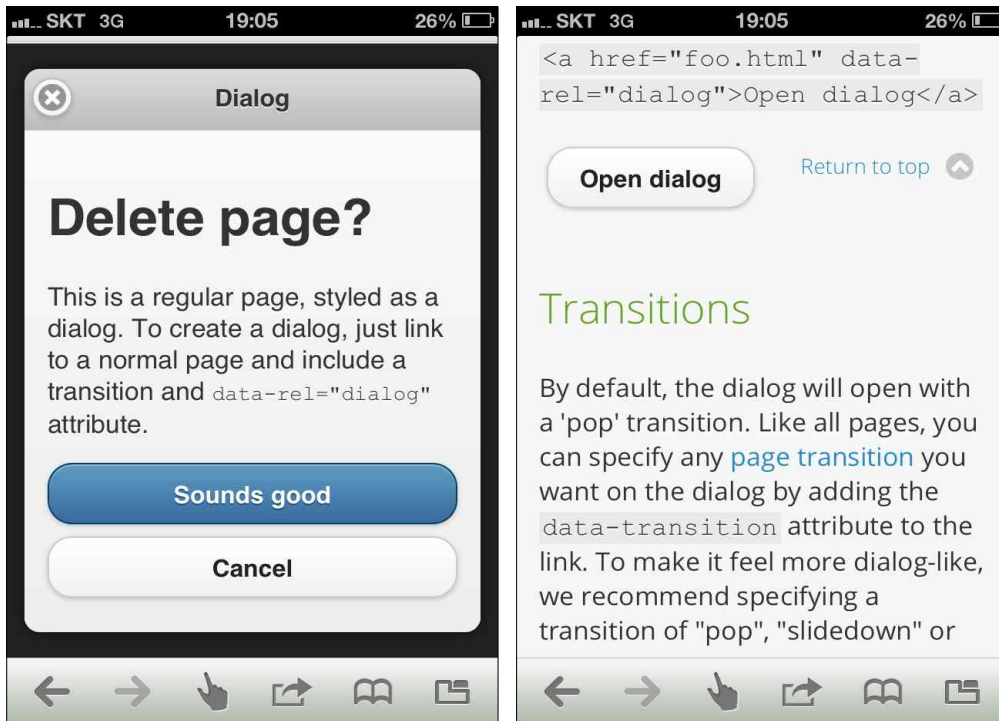 SKT 3G 19:05 26%
Dialog
Delete page?
This is a regular page, styled as a
dialog. To create a dialog, just link
to a normal page and include a
transition and data-rel="dialog"
attribute.
Sounds good
Cancel
SKT 3G 19:05 26%
<a href="foo.html" data-
rel="dialog">Open dialog</a>
Open dialog
Return to top
Transitions
By default, the dialog will open with
a 'pop' transition. Like all pages, you
can specify any page transition you
want on the dialog by adding the
data-transition attribute to the
link. To make it feel more dialog-like,
we recommend specifying a
transition of "pop", "slidedown" or